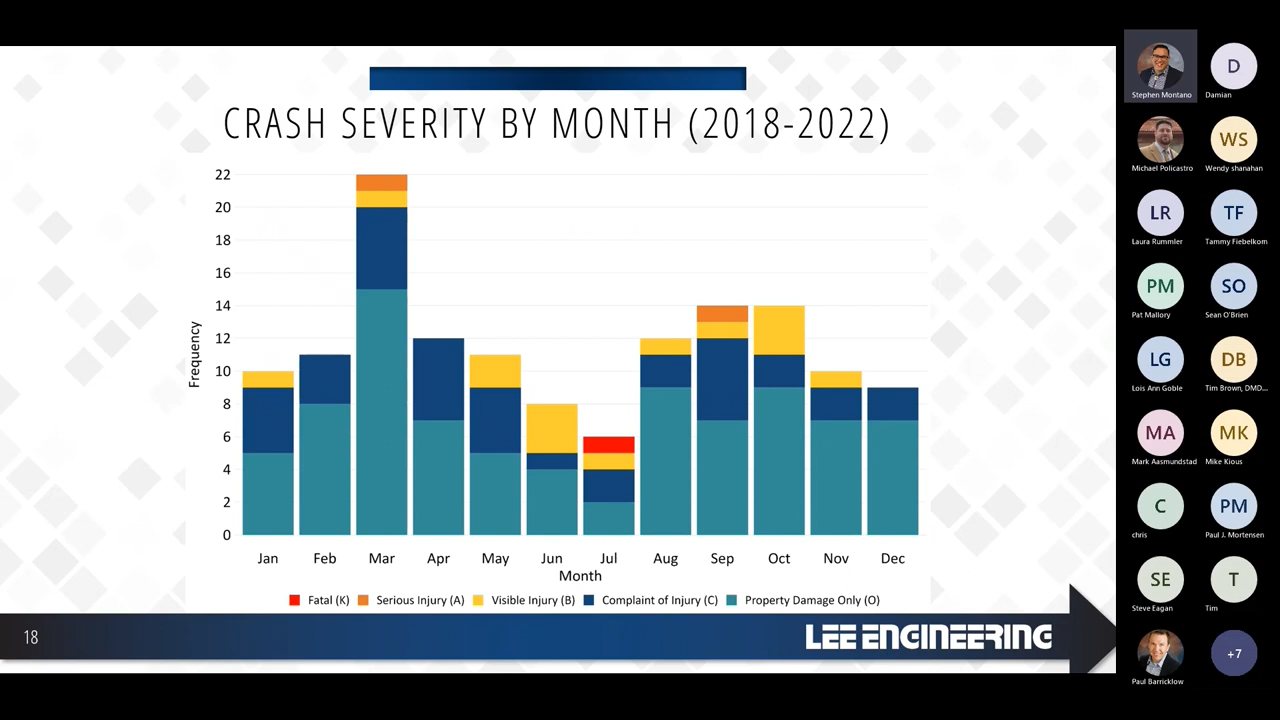 CRASH SEVERITY BY MONTH (2018-2022)
22
20
18
16
14
12
10
8
6
4
2
0
Frequency
Jan Feb Mar Apr May Jun Jul Aug Sep Oct Nov Dec
Month
Fatal (K) Serious Injury (A) Visible Injury (B) Complaint of Injury (C) Property Damage Only (O)
18
LEE ENGINEERING
D
Stephen Montano Damian
WS
Michael Policastro Wendy shanahan
LR TF
Laura Rummler Tammy Fiebelkorn
PM SO
Pat Mallory Sean O'Brien
LG DB
Lois Ann Goble Tim Brown, DMD...
MA MK
Mark Aasmundstad Mike Kious
C PM
chris Paul J. Mortensen
SE T
Steve Eagan Tim
+7
Paul Barricklow